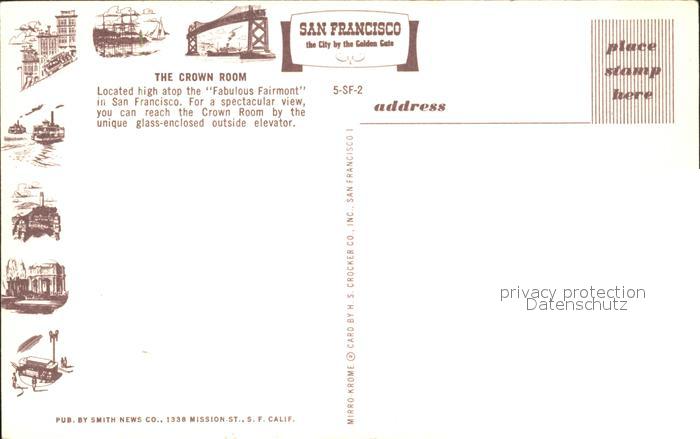 SAN FRANCISCO
the City by the Golden Gate
place
stamp
here
THE CROWN ROOM
Located high atop the "Fabulous Fairmont"
in San Francisco. For a spectacular view,
you can reach the Crown Room by the
unique glass-enclosed outside elevator.
5-SF-2
address
MIRRO-KROME ® CARD BY H. S. CROCKER CO., INC., SAN FRANCISCO 1
privacy protection
Datenschutz
PUB. BY SMITH NEWS CO., 1338 MISSION ST., S. F. CALIF.